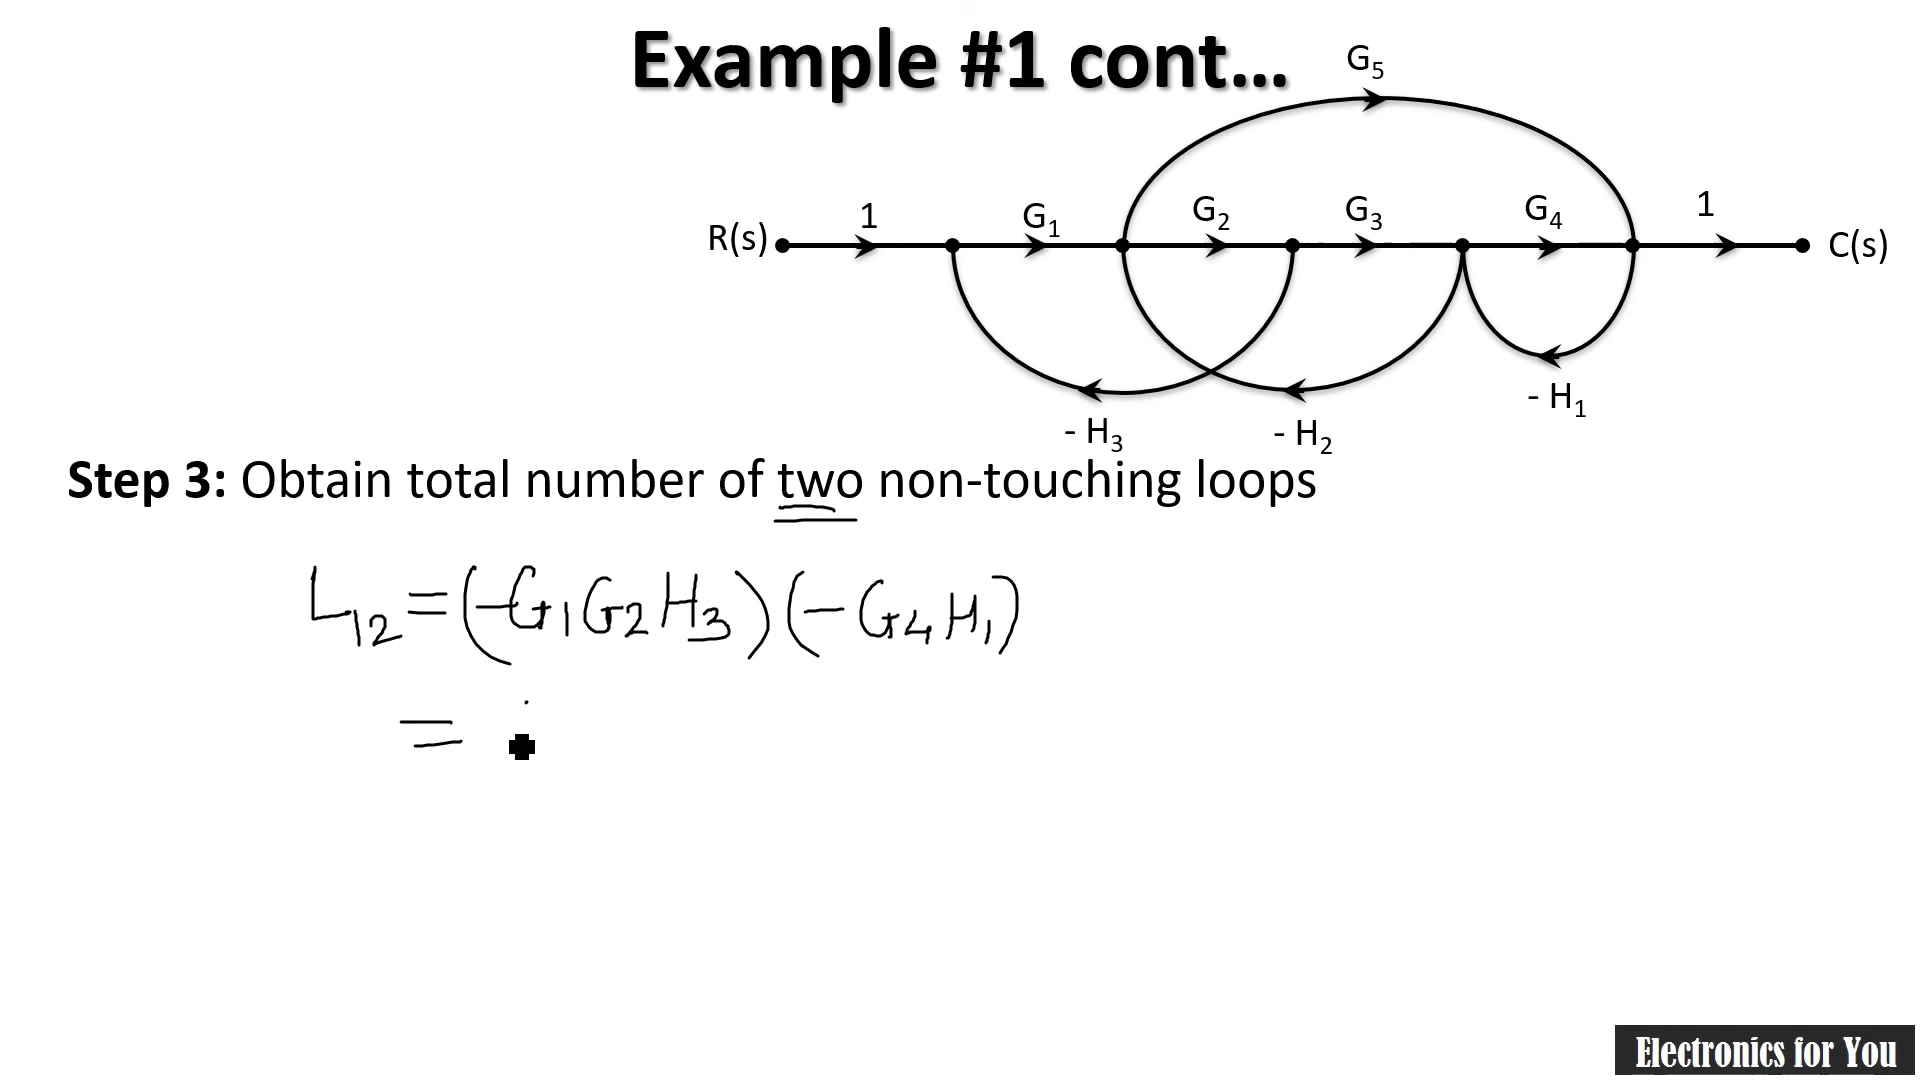 Example #1 cont...
G5
1 G1 G2 G3 G4 1
R(s) C(s)
- H1
- H3 - H2
Step 3: Obtain total number of two non-touching loops
L12 = (-G1G2H3)(-G4H1)
=
Electronics for You